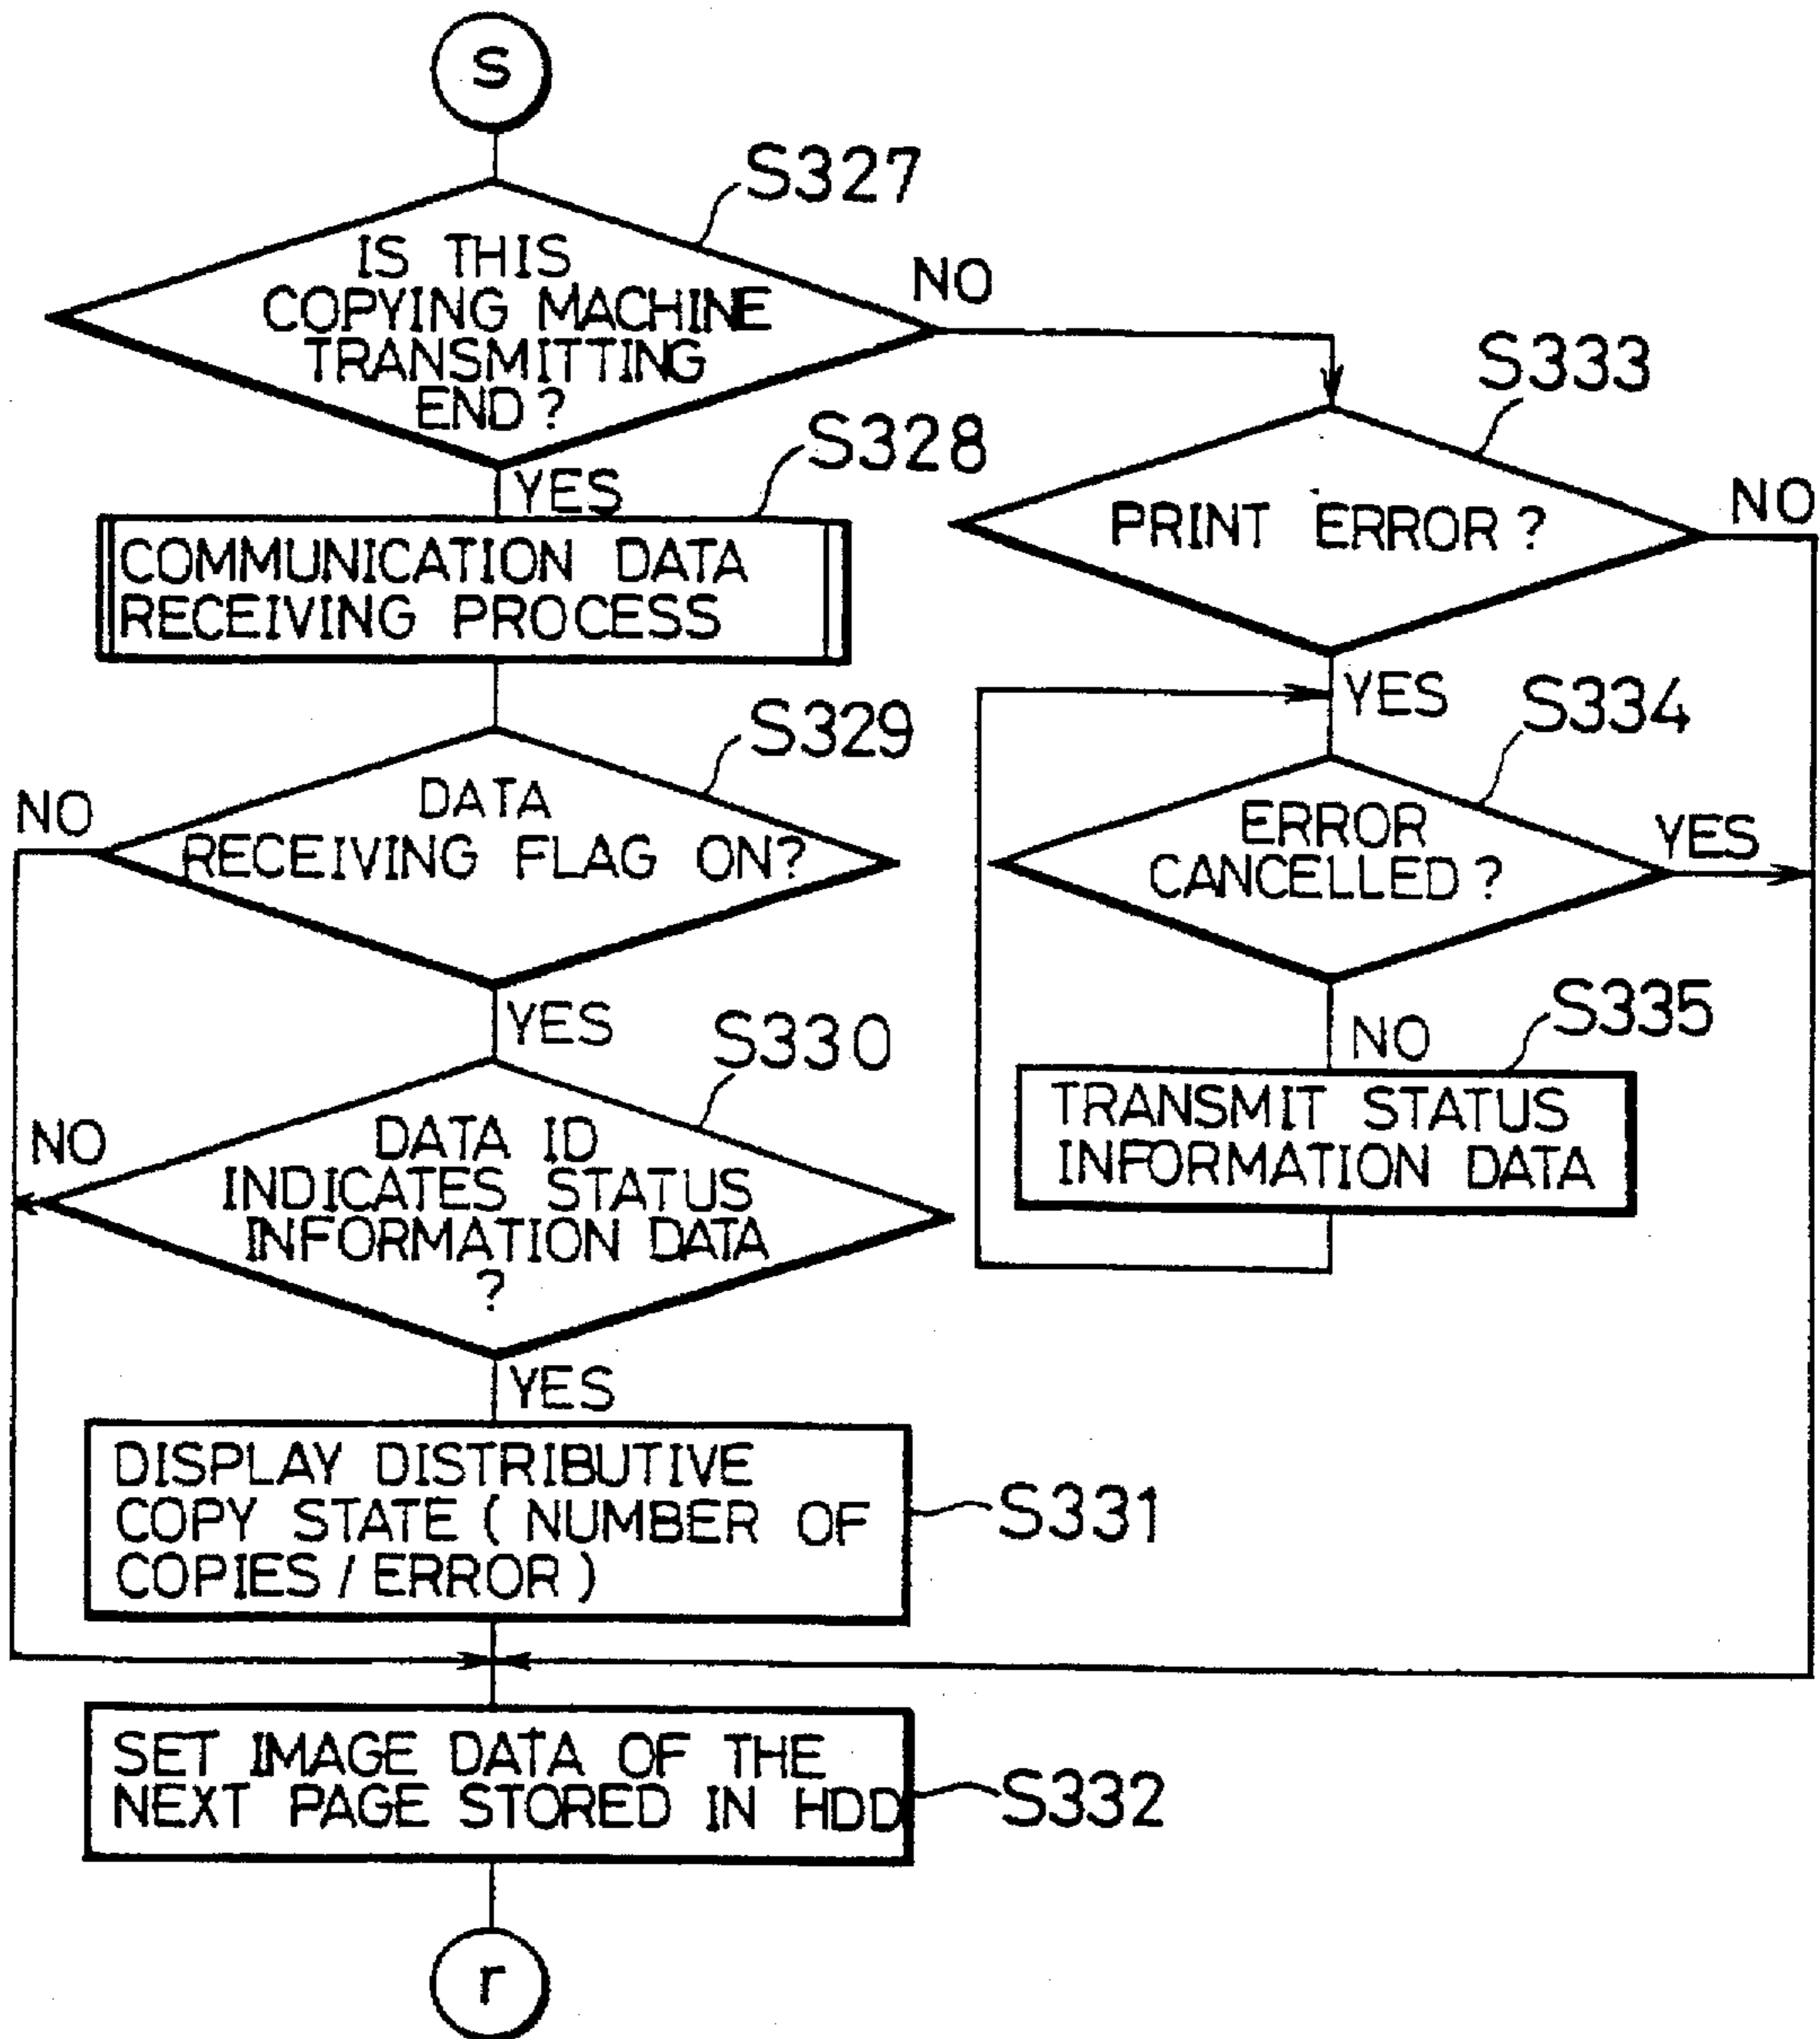 S
S327
IS THIS
COPYING MACHINE
TRANSMITTING
END?
NO
YES
S328
COMMUNICATION DATA
RECEIVING PROCESS
S329
DATA
RECEIVING FLAG ON?
NO
YES
S330
DATA ID
INDICATES STATUS
INFORMATION DATA
?
NO
YES
DISPLAY DISTRIBUTIVE
COPY STATE (NUMBER OF
COPIES / ERROR)
S331
SET IMAGE DATA OF THE
NEXT PAGE STORED IN HDD
S332
r
S333
PRINT ERROR?
NO
YES
S334
ERROR
CANCELLED?
YES
NO
S335
TRANSMIT STATUS
INFORMATION DATA